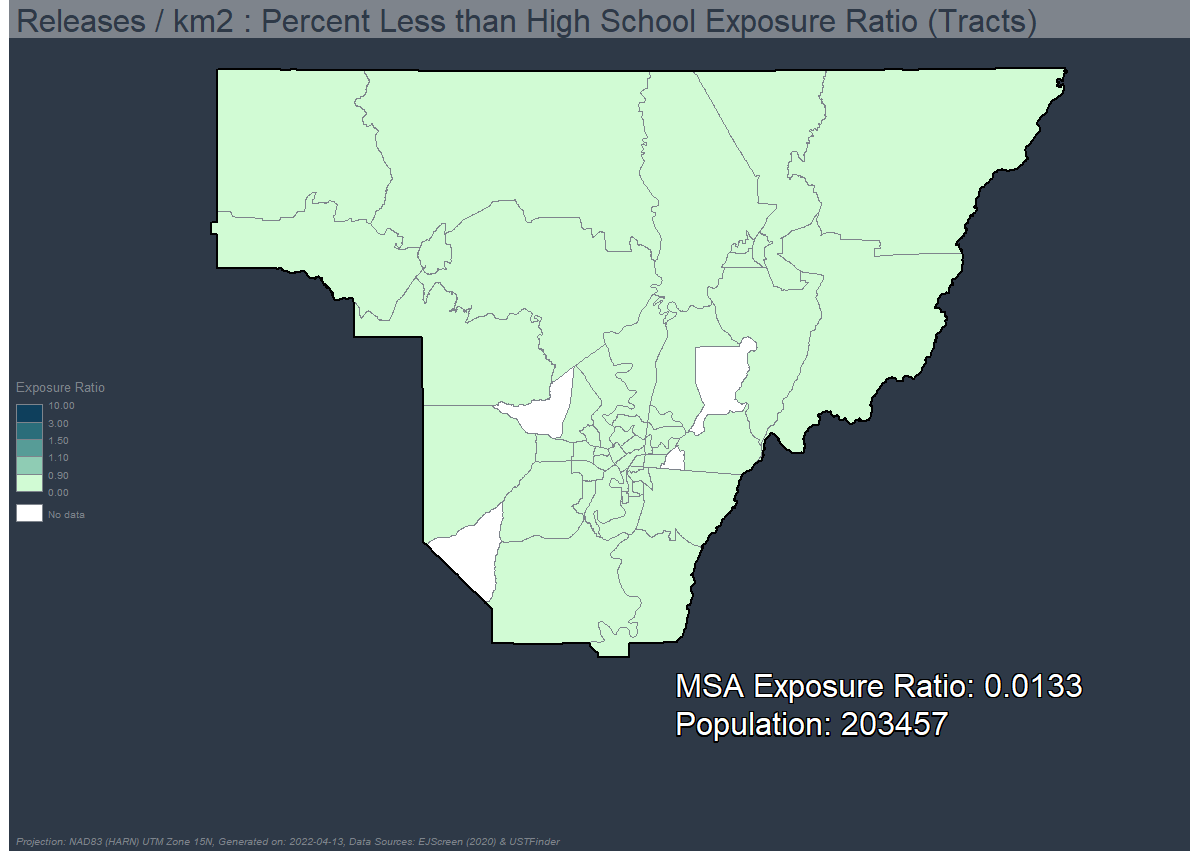 Releases / km2 : Percent Less than High School Exposure Ratio (Tracts)
Exposure Ratio
10.00
3.00
1.50
1.10
0.90
0.00
No data
MSA Exposure Ratio: 0.0133
Population: 203457
Projection: NAD83 (HARN) UTM Zone 15N, Generated on: 2022-04-13, Data Sources: EJScreen (2020) & USTFinder